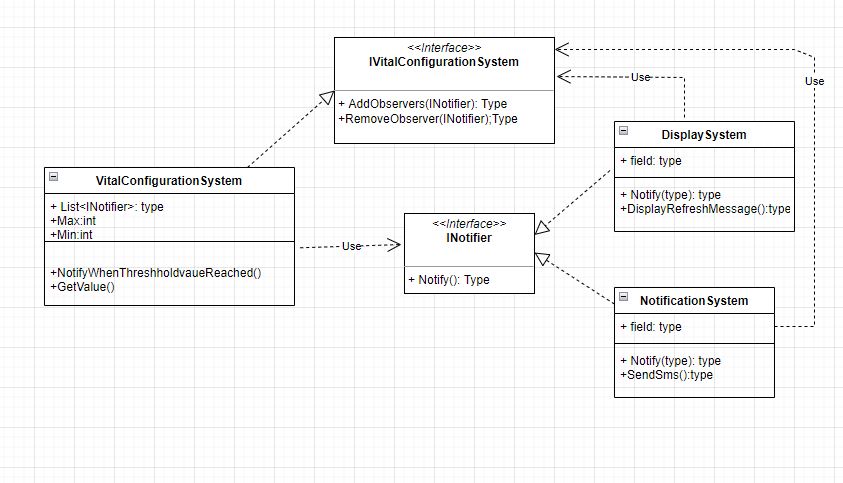 <<Interface>>
IVitalConfigurationSystem
+ AddObservers(INotifier): Type
+RemoveObserver(INotifier);Type
Use
Use
DisplaySystem
+ field: type
+ Notify(type): type
+DisplayRefreshMessage():type
VitalConfigurationSystem
+ List<INotifier>: type
+Max:int
+Min:int
+NotifyWhenThreshholdvaueReached()
+GetValue()
Use
<<Interface>>
INotifier
+ Notify(): Type
NotificationSystem
+ field: type
+ Notify(type): type
+SendSms():type